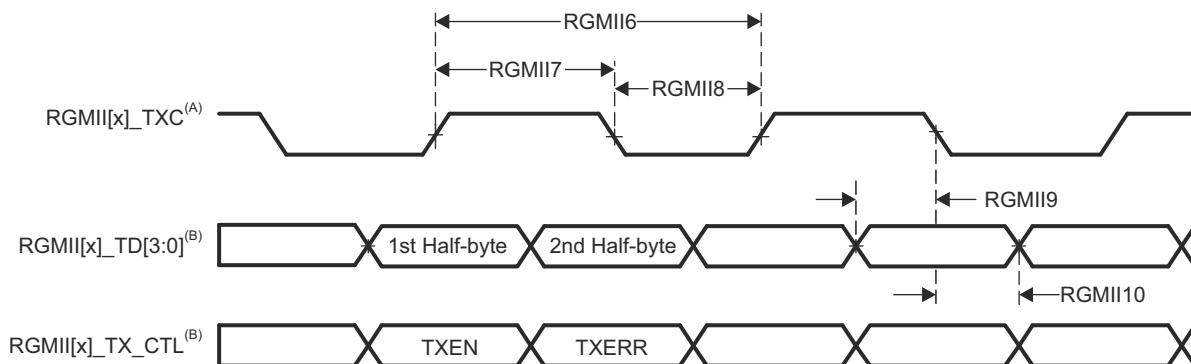 RGMII6
RGMII7
RGMII8
RGMII[x]_TXC(A)
RGMII9
RGMII[x]_TD[3:0](B)
1st Half-byte
2nd Half-byte
RGMII10
RGMII[x]_TX_CTL(B)
TXEN
TXERR